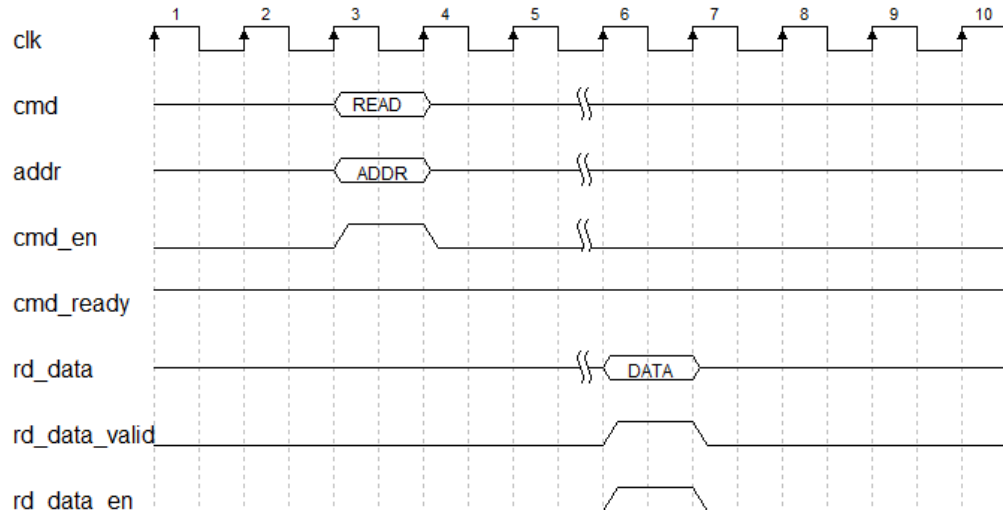 1 2 3 4 5 6 7 8 9 10
clk
cmd READ
addr ADDR
cmd_en
cmd_ready
rd_data DATA
rd_data_valid
rd_data_en